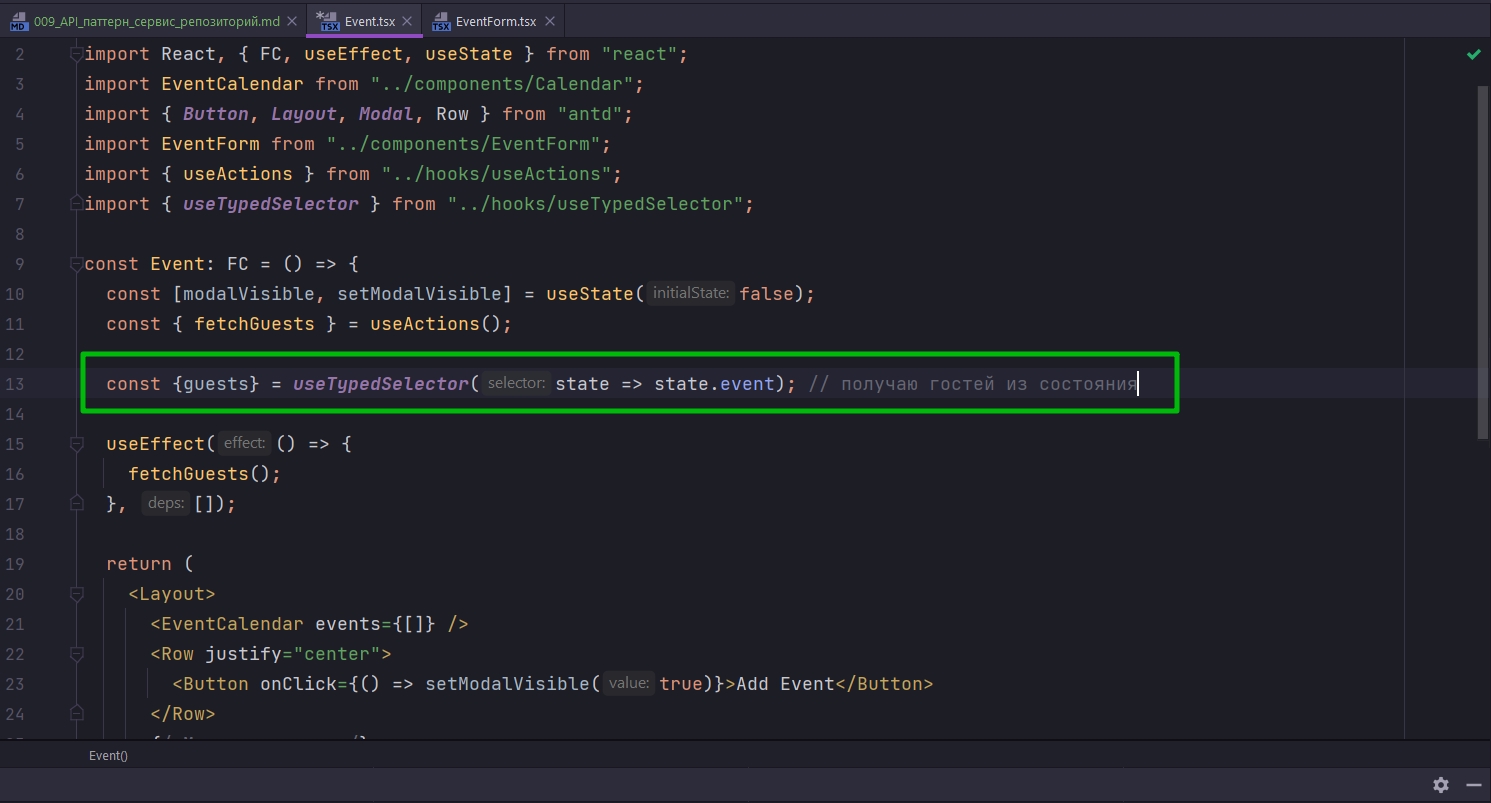 009_API_паттерн_сервис_репозиторий.md
Event.tsx
EventForm.tsx
2 import React, { FC, useEffect, useState } from "react";
3 import EventCalendar from "../components/Calendar";
4 import { Button, Layout, Modal, Row } from "antd";
5 import EventForm from "../components/EventForm";
6 import { useActions } from "../hooks/useActions";
7 import { useTypedSelector } from "../hooks/useTypedSelector";
8
9 const Event: FC = () => {
10 const [modalVisible, setModalVisible] = useState( initialState: false);
11 const { fetchGuests } = useActions();
12
13 const {guests} = useTypedSelector( selector: state => state.event); // получаю гостей из состояния
14
15 useEffect( effect: () => {
16 fetchGuests();
17 }, deps: []);
18
19 return (
20 <Layout>
21 <EventCalendar events={[]} />
22 <Row justify="center">
23 <Button onClick={() => setModalVisible( value: true)}>Add Event</Button>
24 </Row>
Event()